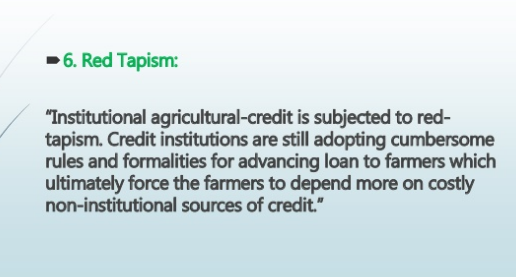 6. Red Tapism:
“Institutional agricultural-credit is subjected to red-
tapism. Credit institutions are still adopting cumbersome
rules and formalities for advancing loan to farmers which
ultimately force the farmers to depend more on costly
non-institutional sources of credit.”